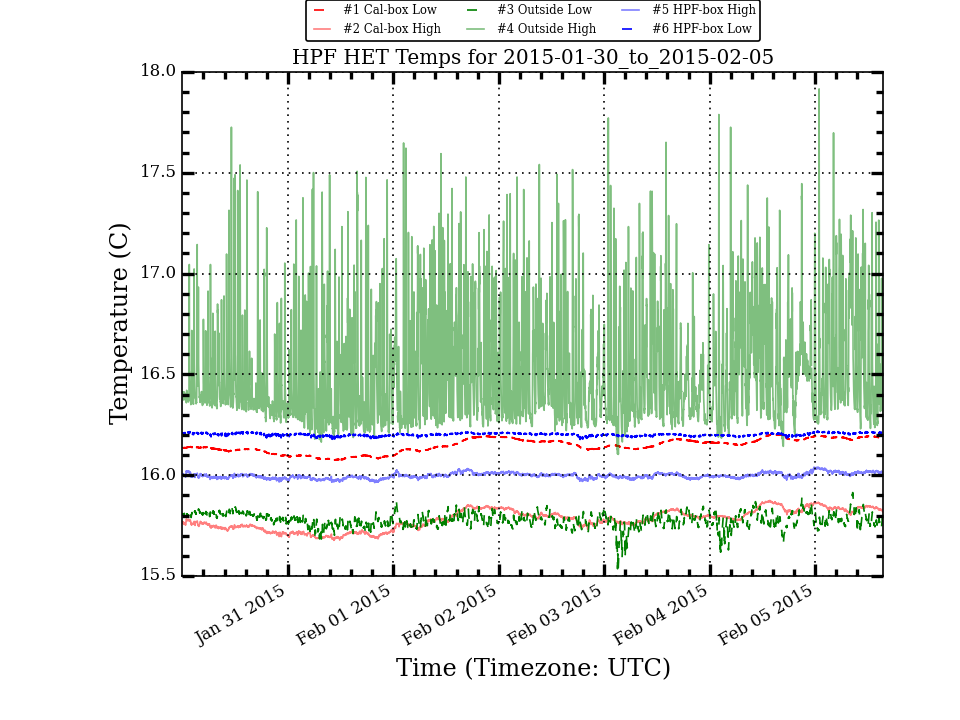 #1 Cal-box Low #3 Outside Low #5 HPF-box High
#2 Cal-box High #4 Outside High #6 HPF-box Low
HPF HET Temps for 2015-01-30_to_2015-02-05
18.0
17.5
17.0
16.5
16.0
15.5
Temperature (C)
Jan 31 2015
Feb 01 2015
Feb 02 2015
Feb 03 2015
Feb 04 2015
Feb 05 2015
Time (Timezone: UTC)